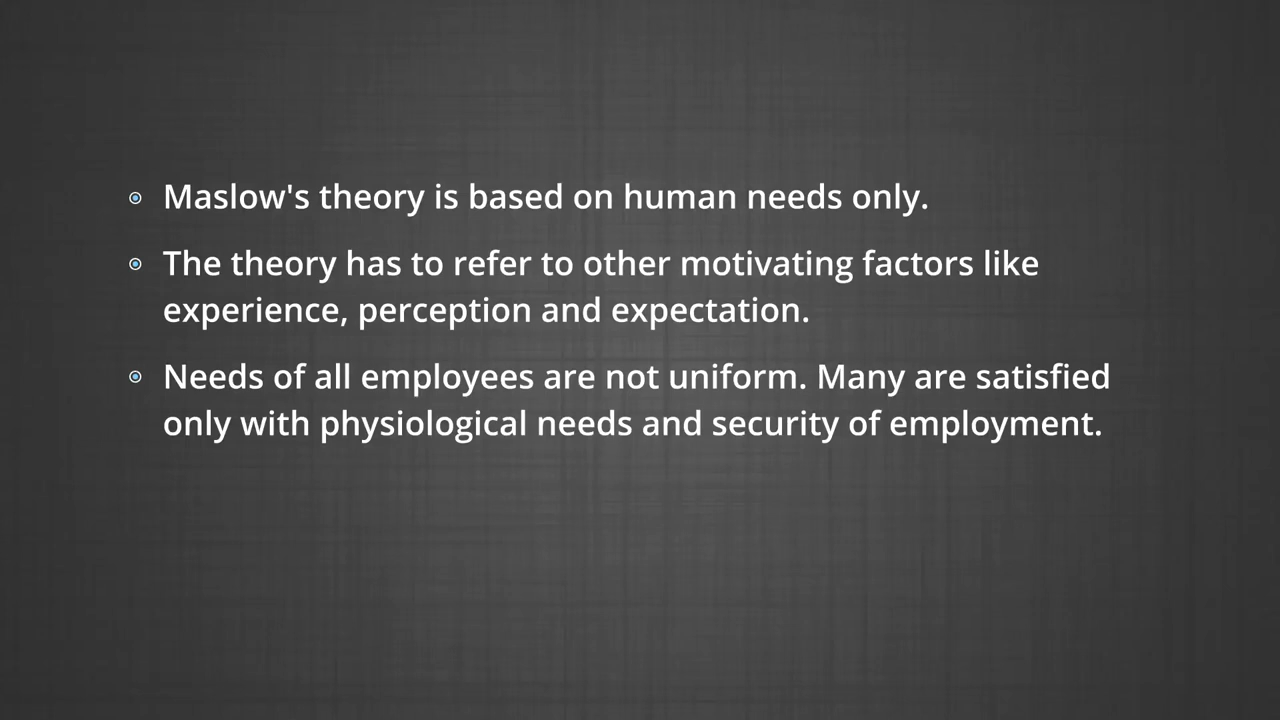 Maslow's theory is based on human needs only.
The theory has to refer to other motivating factors like
experience, perception and expectation.
Needs of all employees are not uniform. Many are satisfied
only with physiological needs and security of employment.